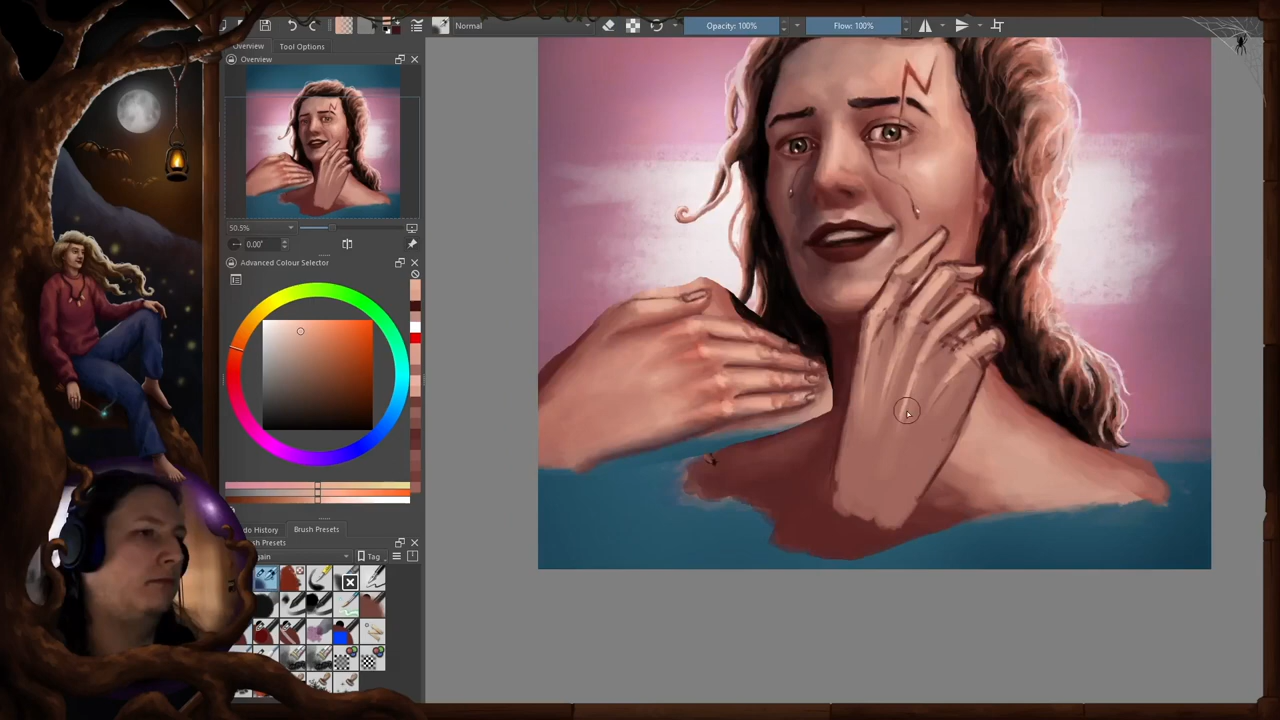 Normal
Opacity: 100%
Flow: 100%
Overview
Tool Options
Overview
50.5%
0.00°
Advanced Colour Selector
do History
Brush Presets
sh Presets
gain
Tag